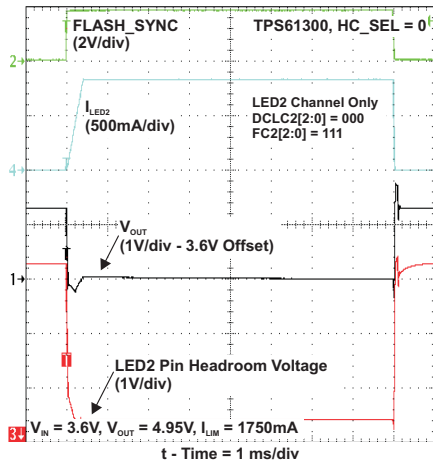 FLASH_SYNC
(2V/div)
TPS61300, HC_SEL = 0
2
I_LED2
(500mA/div)
LED2 Channel Only
DCLC2[2:0] = 000
FC2[2:0] = 111
4
V_OUT
(1V/div - 3.6V Offset)
1
T
LED2 Pin Headroom Voltage
(1V/div)
3
V_IN = 3.6V, V_OUT = 4.95V, I_LIM = 1750mA
t - Time = 1 ms/div